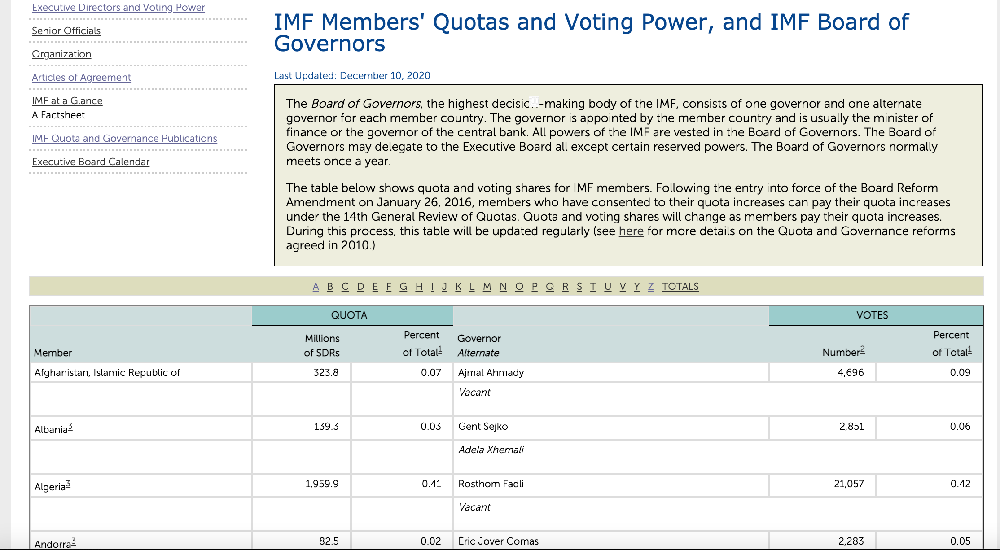 Executive Directors and Voting Power
Senior Officials
Organization
Articles of Agreement
IMF at a Glance
A Factsheet
IMF Quota and Governance Publications
Executive Board Calendar
IMF Members' Quotas and Voting Power, and IMF Board of
Governors
Last Updated: December 10, 2020
The Board of Governors, the highest decision-making body of the IMF, consists of one governor and one alternate
governor for each member country. The governor is appointed by the member country and is usually the minister of
finance or the governor of the central bank. All powers of the IMF are vested in the Board of Governors. The Board of
Governors may delegate to the Executive Board all except certain reserved powers. The Board of Governors normally
meets once a year.
The table below shows quota and voting shares for IMF members. Following the entry into force of the Board Reform
Amendment on January 26, 2016, members who have consented to their quota increases can pay their quota increases
under the 14th General Review of Quotas. Quota and voting shares will change as members pay their quota increases.
During this process, this table will be updated regularly (see here for more details on the Quota and Governance reforms
agreed in 2010.)
A B C D E F G H I J K L M N O P Q R S T U V Y Z TOTALS
QUOTA VOTES
Member Millions of SDRs Percent of Total1 Governor Alternate Number2 Percent of Total1
Afghanistan, Islamic Republic of 323.8 0.07 Ajmal Ahmady 4,696 0.09
Vacant
Albania3 139.3 0.03 Gent Sejko 2,851 0.06
Adela Xhemali
Algeria3 1,959.9 0.41 Rosthom Fadli 21,057 0.42
Vacant
Andorra3 82.5 0.02 Èric Jover Comas 2,283 0.05